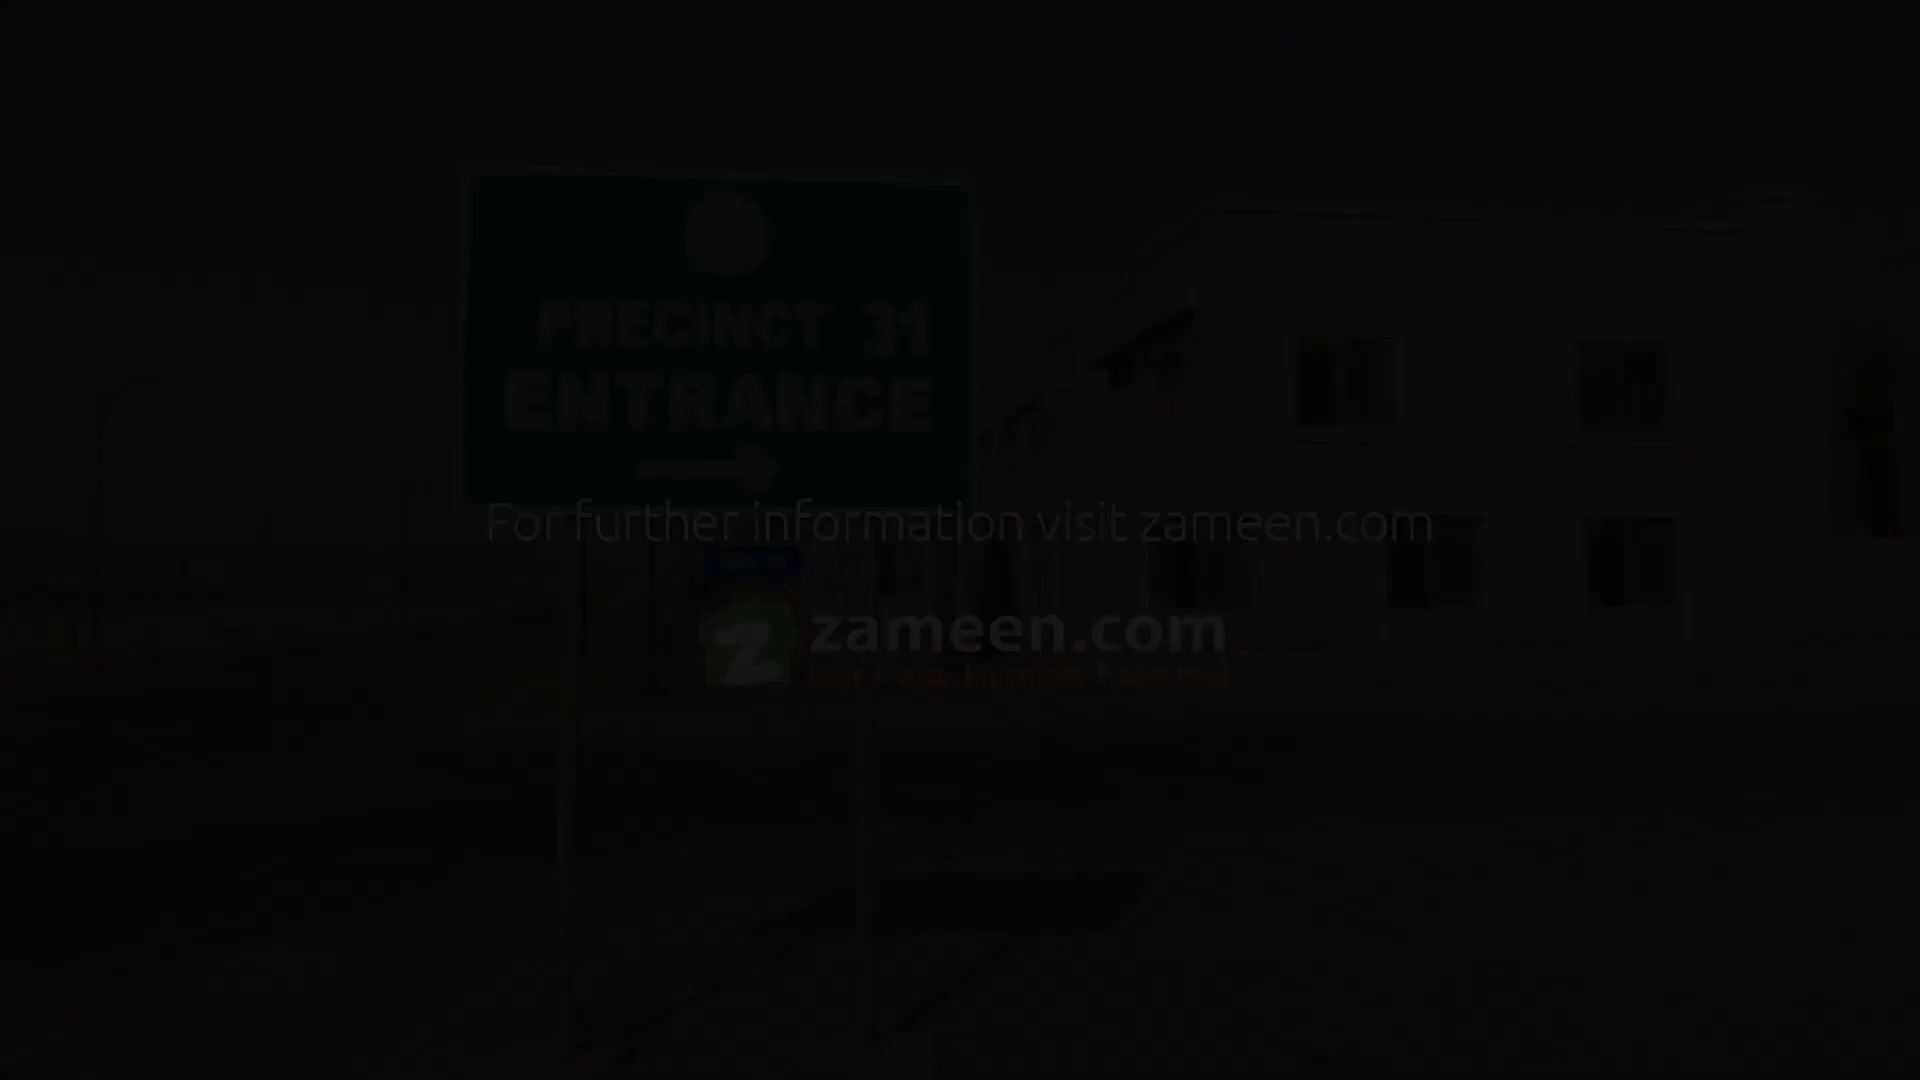 PRECINCT 31
ENTRANCE
For further information visit zameen.com
zameen.com